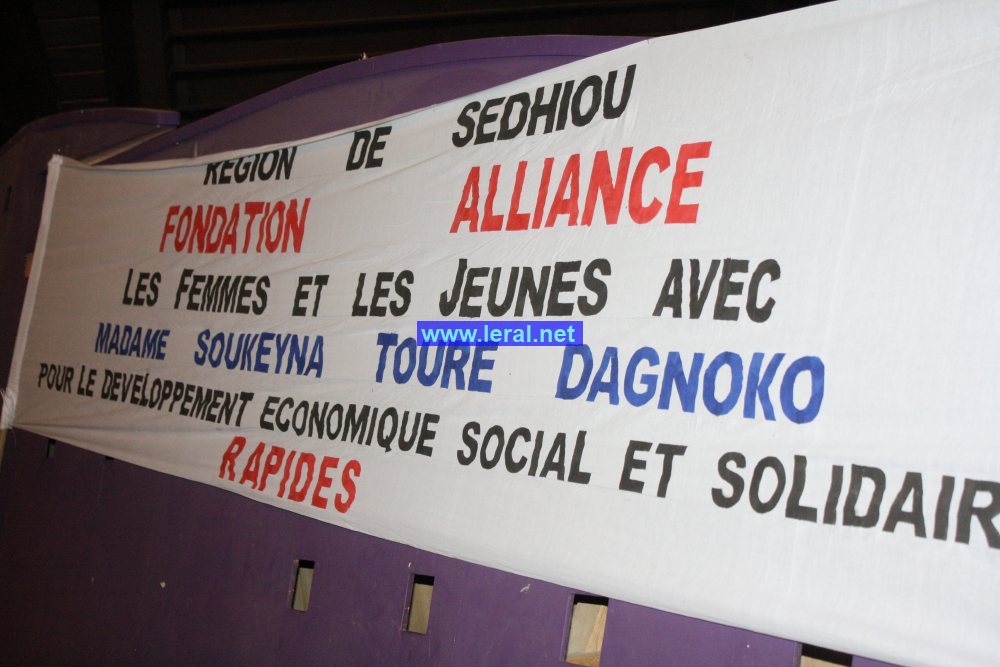 REGION DE SEDHIOU
FONDATION ALLIANCE
LES FEMMES ET LES JEUNES AVEC
www.leral.net
MADAME SOUKEYNA TOURE DAGNOKO
POUR LE DEVELOPPEMENT ECONOMIQUE SOCIAL ET SOLIDAIR
RAPIDES